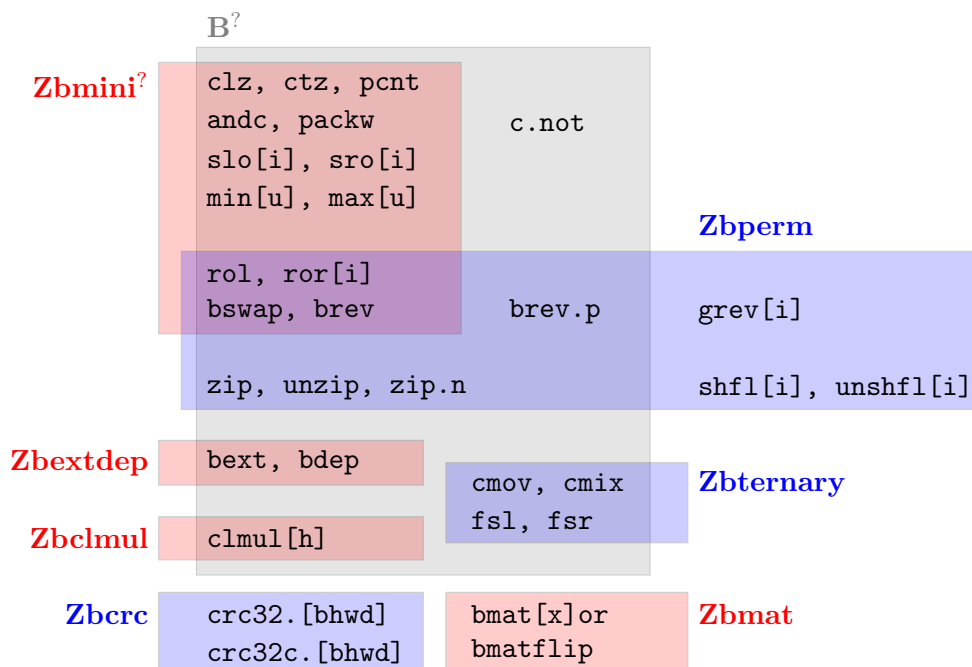 B?
Zbmini?
clz, ctz, pcnt
andc, packw
c.not
slo[i], sro[i]
min[u], max[u]
Zbperm
rol, ror[i]
bswap, brev
brev.p
grev[i]
zip, unzip, zip.n
shfl[i], unshfl[i]
Zbextdep
bext, bdep
cmov, cmix
fsl, fsr
Zbternary
Zbclmul
clmul[h]
Zbcrc
crc32.[bhwd]
crc32c.[bhwd]
bmat[x]or
bmatflip
Zbmat